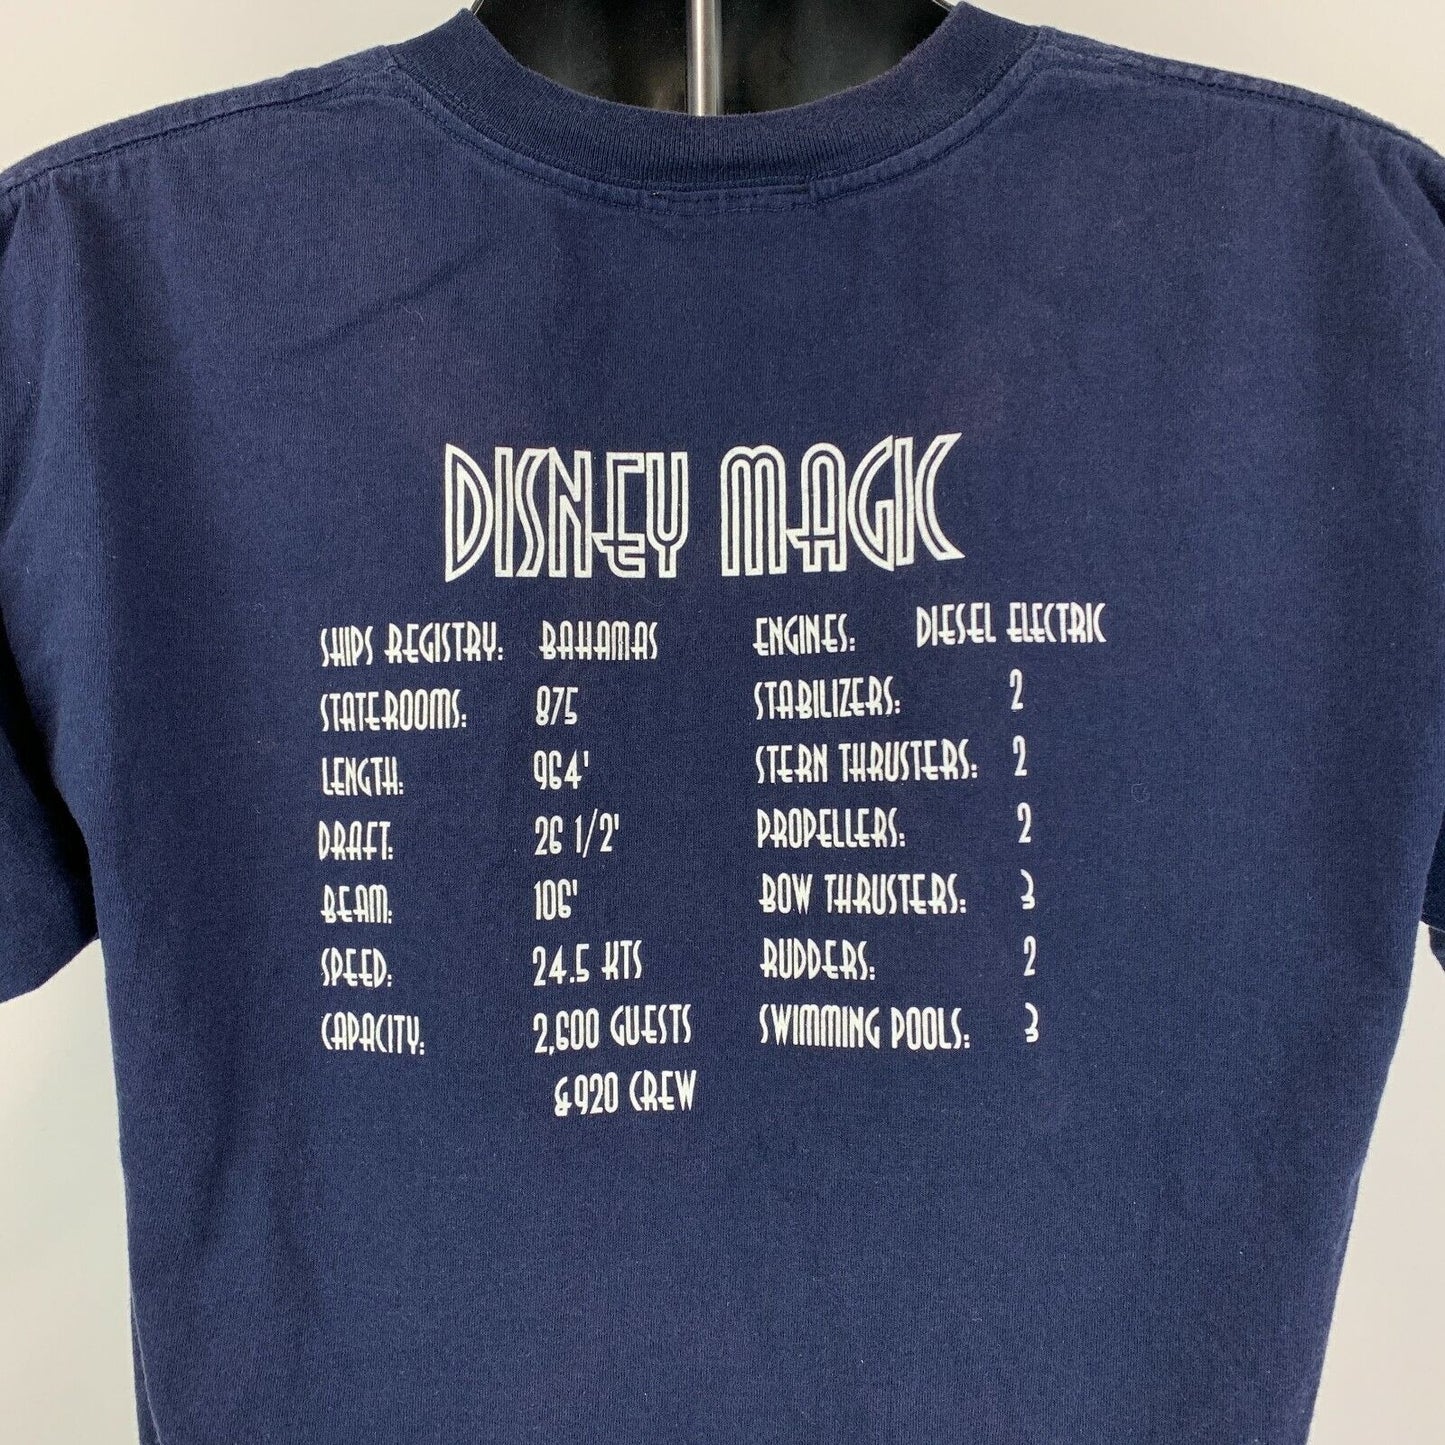 DISNEY MAGIC
SHIPS REGISTRY: BAHAMAS
STATEROOMS: 875
LENGTH: 964'
DRAFT: 26 1/2'
BEAM: 106'
SPEED: 24.5 KTS
CAPACITY: 2,600 GUESTS
& 920 CREW
ENGINES: DIESEL ELECTRIC
STABILIZERS: 2
STERN THRUSTERS: 2
PROPELLERS: 2
BOW THRUSTERS: 3
RUDDERS: 2
SWIMMING POOLS: 3